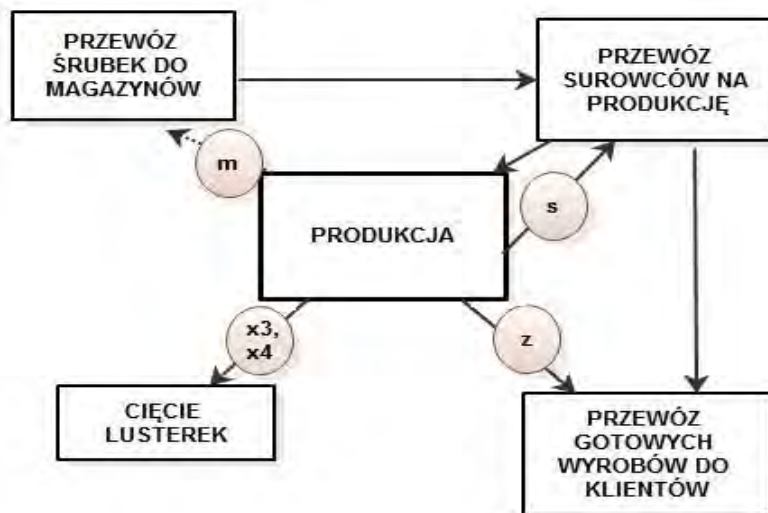 PRZEWÓZ
ŚRUBEK DO
MAGAZYNÓW
PRZEWÓZ
SUROWCÓW NA
PRODUKCJĘ
m
s
PRODUKCJA
x3,
x4
z
CIĘCIE
LUSTEREK
PRZEWÓZ
GOTOWYCH
WYROBÓW DO
KLIENTÓW